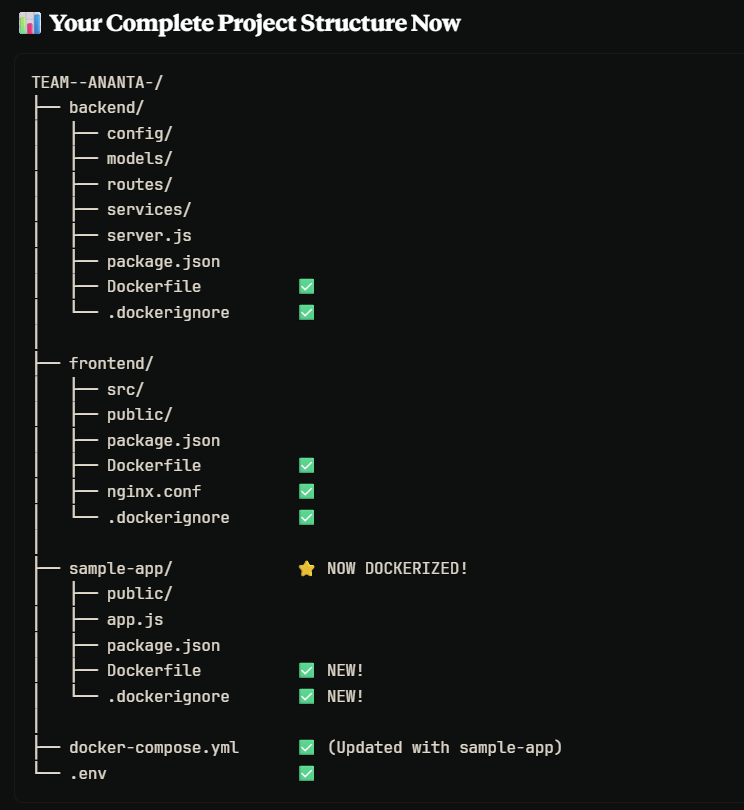 📊 Your Complete Project Structure Now
TEAM--ANANTA-/
├── backend/
│   ├── config/
│   ├── models/
│   ├── routes/
│   ├── services/
│   ├── server.js
│   ├── package.json
│   ├── Dockerfile          ✅
│   └── .dockerignore       ✅
│
├── frontend/
│   ├── src/
│   ├── public/
│   ├── package.json
│   ├── Dockerfile          ✅
│   ├── nginx.conf          ✅
│   └── .dockerignore       ✅
│
├── sample-app/             ⭐ NOW DOCKERIZED!
│   ├── public/
│   ├── app.js
│   ├── package.json
│   ├── Dockerfile          ✅ NEW!
│   └── .dockerignore       ✅ NEW!
│
├── docker-compose.yml      ✅ (Updated with sample-app)
└── .env                    ✅